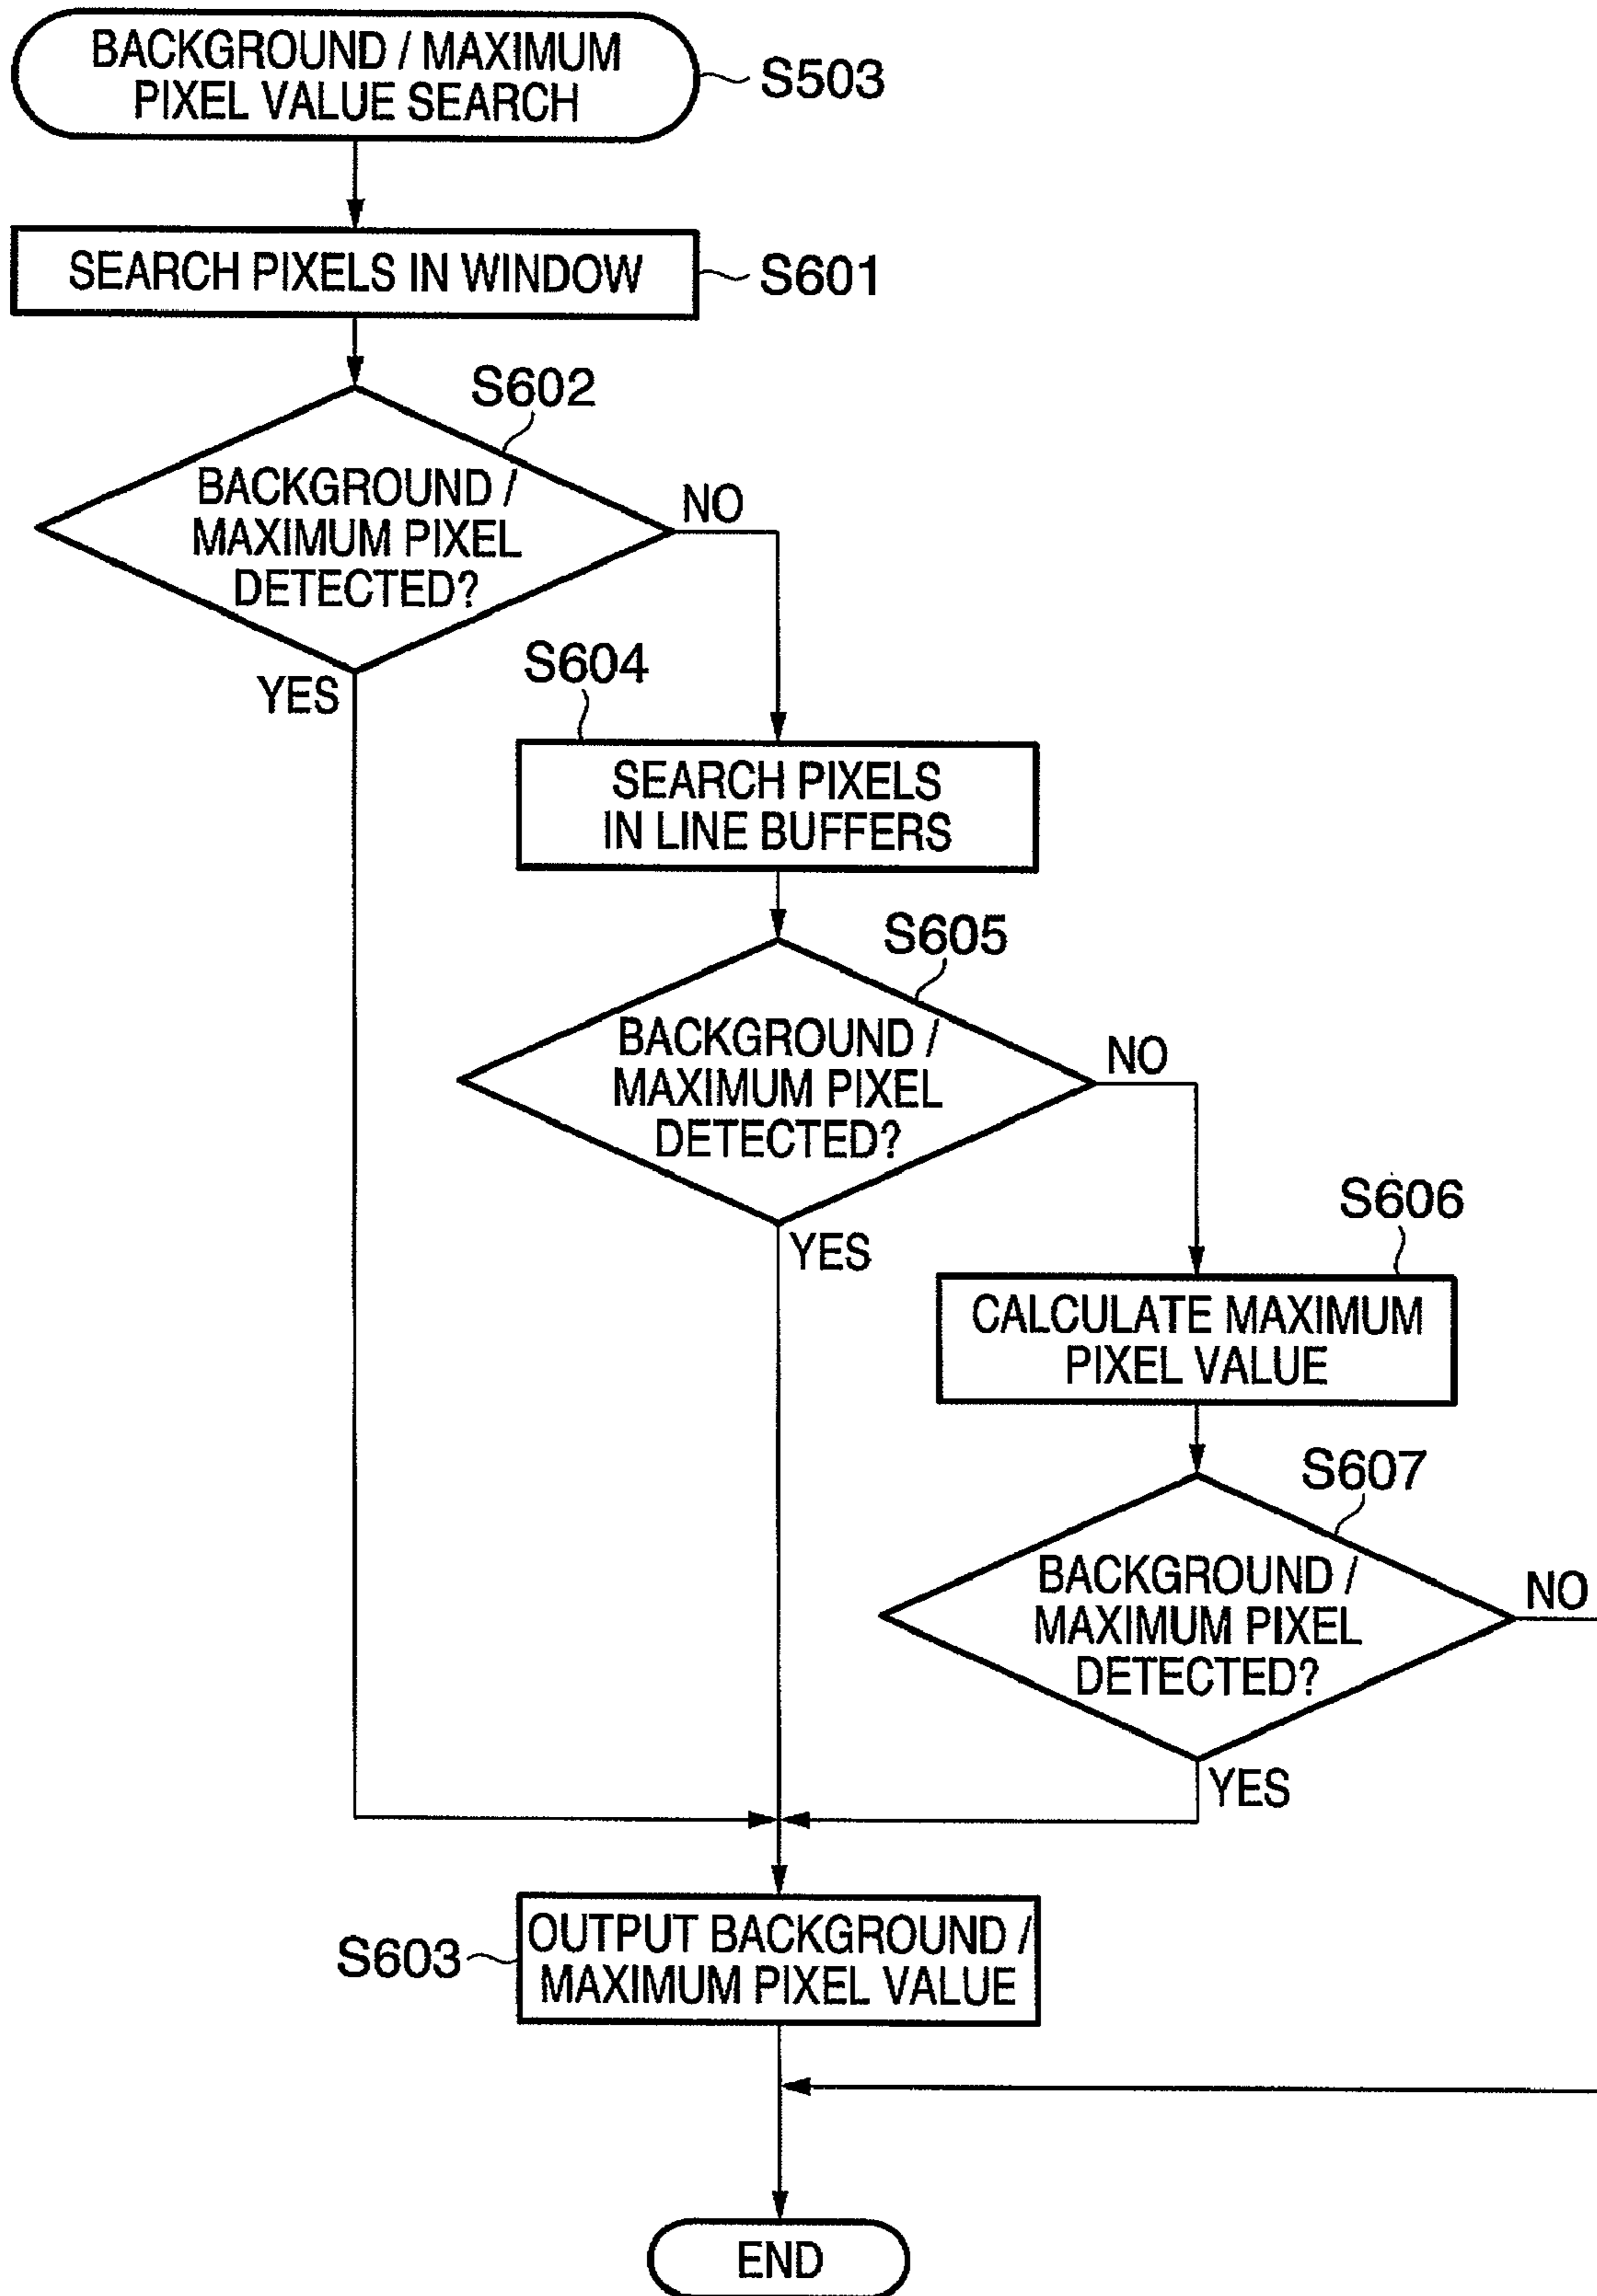 BACKGROUND / MAXIMUM
PIXEL VALUE SEARCH
S503
SEARCH PIXELS IN WINDOW
S601
S602
BACKGROUND /
MAXIMUM PIXEL
DETECTED?
NO
YES
S604
SEARCH PIXELS
IN LINE BUFFERS
S605
BACKGROUND /
MAXIMUM PIXEL
DETECTED?
NO
YES
S606
CALCULATE MAXIMUM
PIXEL VALUE
S607
BACKGROUND /
MAXIMUM PIXEL
DETECTED?
NO
YES
S603
OUTPUT BACKGROUND /
MAXIMUM PIXEL VALUE
END